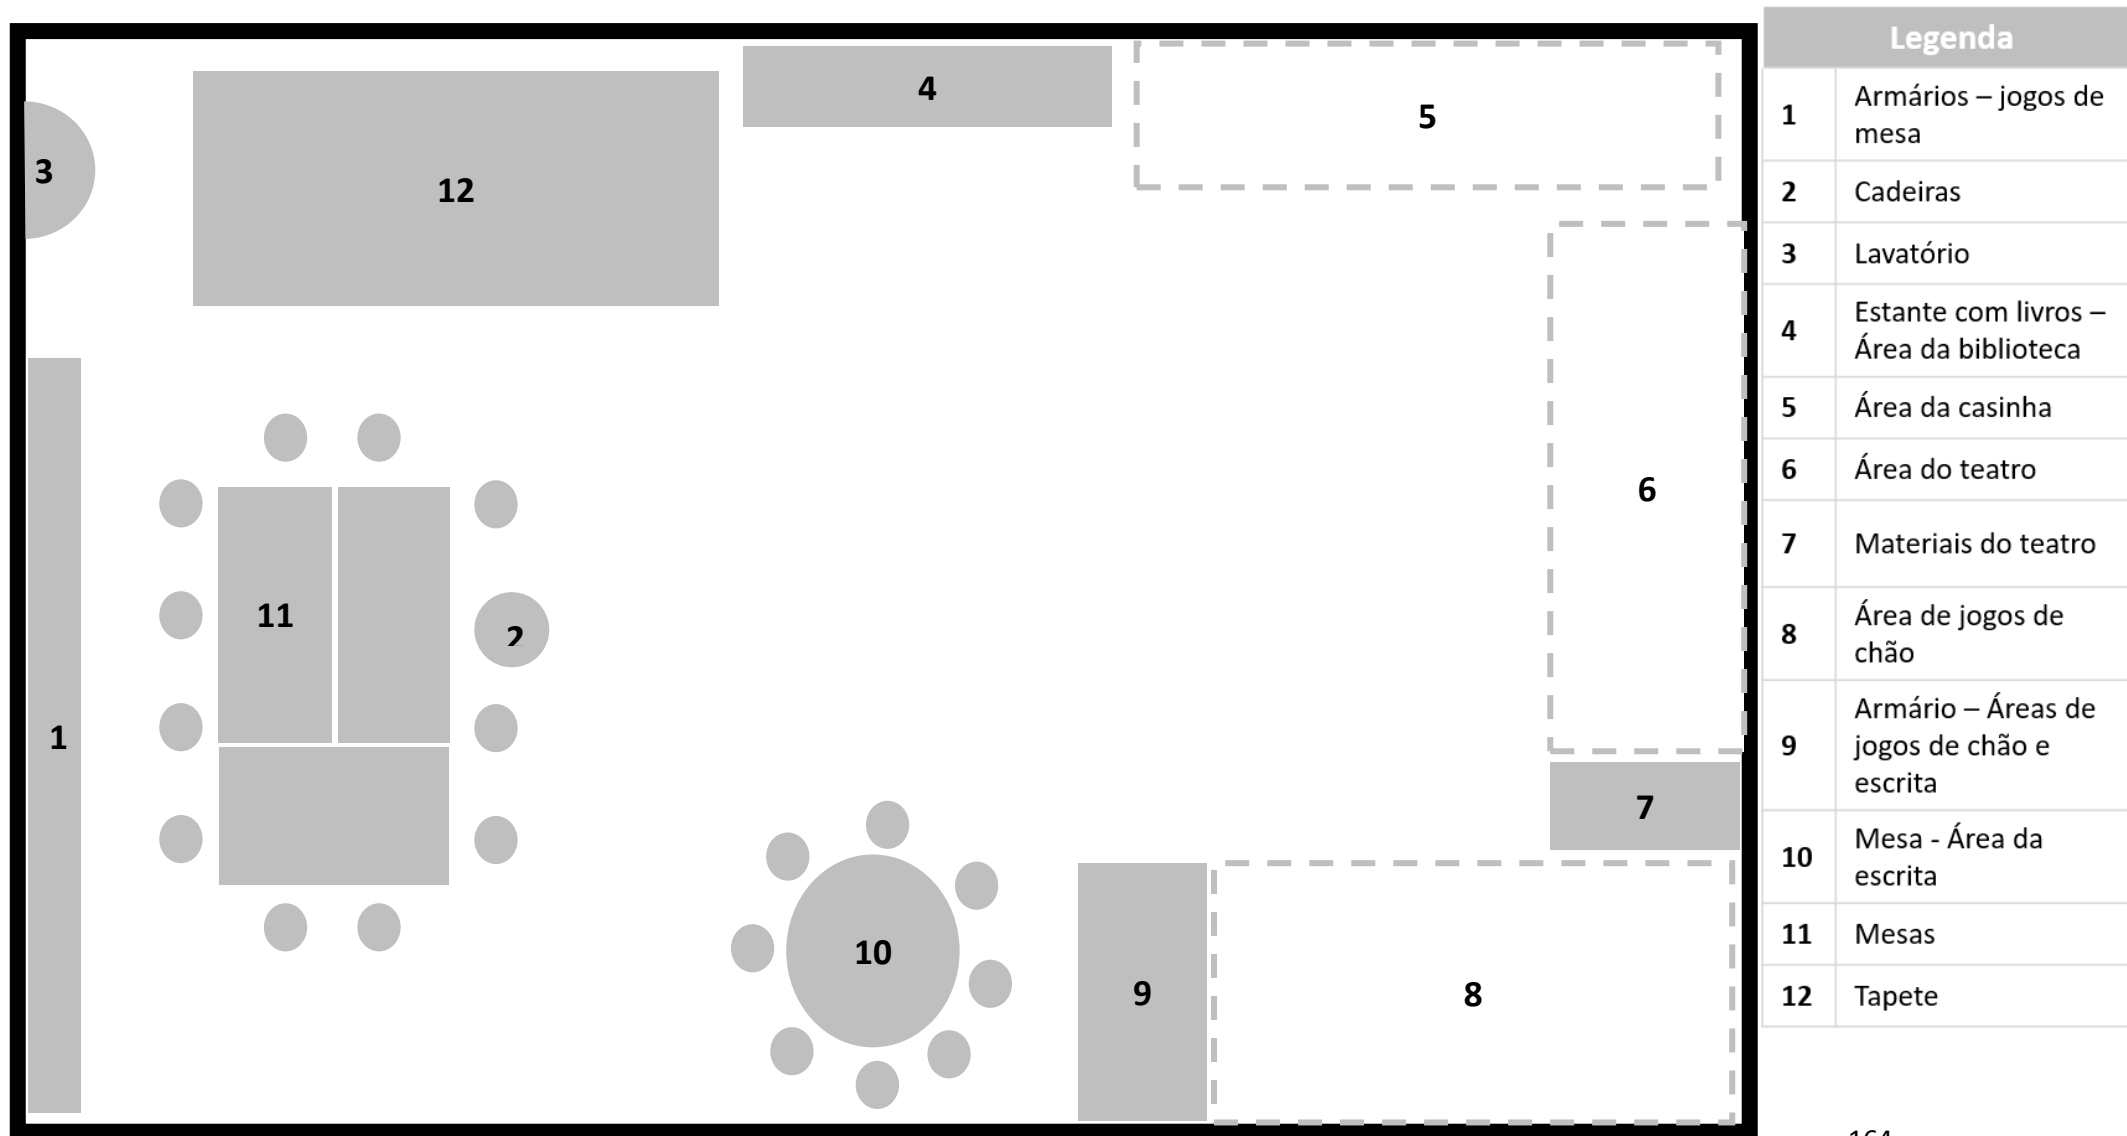 4
5
3
12
6
11
2
1
7
10
9
8
Legenda
1 Armários – jogos de
mesa
2 Cadeiras
3 Lavatório
4 Estante com livros –
Área da biblioteca
5 Área da casinha
6 Área do teatro
7 Materiais do teatro
8 Área de jogos de
chão
9 Armário – Áreas de
jogos de chão e
escrita
10 Mesa - Área da
escrita
11 Mesas
12 Tapete
164